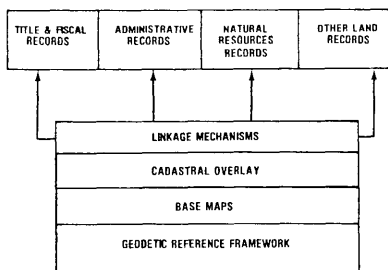 TITLE & FISCAL RECORDS
ADMINISTRATIVE RECORDS
NATURAL RESOURCES RECORDS
OTHER LAND RECORDS
LINKAGE MECHANISMS
CADASTRAL OVERLAY
BASE MAPS
GEODETIC REFERENCE FRAMEWORK